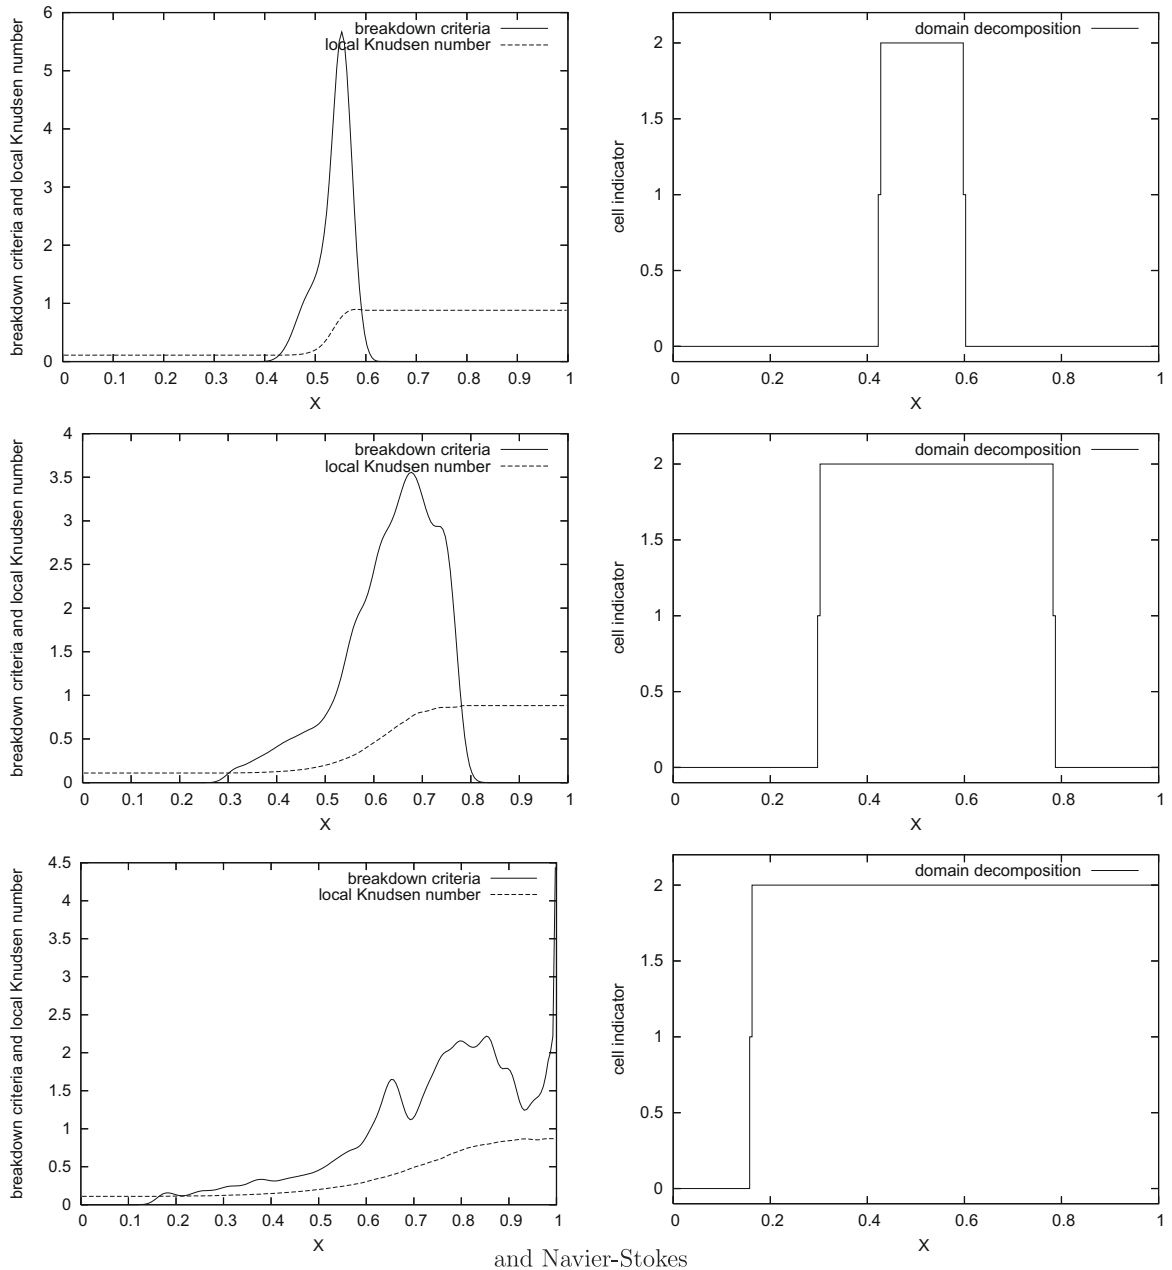 breakdown criteria and local Knudsen number
6
5
4
3
2
1
0
breakdown criteria
local Knudsen number
0 0.1 0.2 0.3 0.4 0.5 0.6 0.7 0.8 0.9 1
X
cell indicator
2
1.5
1
0.5
0
domain decomposition
0 0.2 0.4 0.6 0.8 1
X
breakdown criteria and local Knudsen number
4
3.5
3
2.5
2
1.5
1
0.5
0
breakdown criteria
local Knudsen number
0 0.1 0.2 0.3 0.4 0.5 0.6 0.7 0.8 0.9 1
X
cell indicator
2
1.5
1
0.5
0
domain decomposition
0 0.2 0.4 0.6 0.8 1
X
breakdown criteria and local Knudsen number
4.5
4
3.5
3
2.5
2
1.5
1
0.5
0
breakdown criteria
local Knudsen number
0 0.1 0.2 0.3 0.4 0.5 0.6 0.7 0.8 0.9 1
X
cell indicator
2
1.5
1
0.5
0
domain decomposition
0 0.2 0.4 0.6 0.8 1
X
and Navier-Stokes